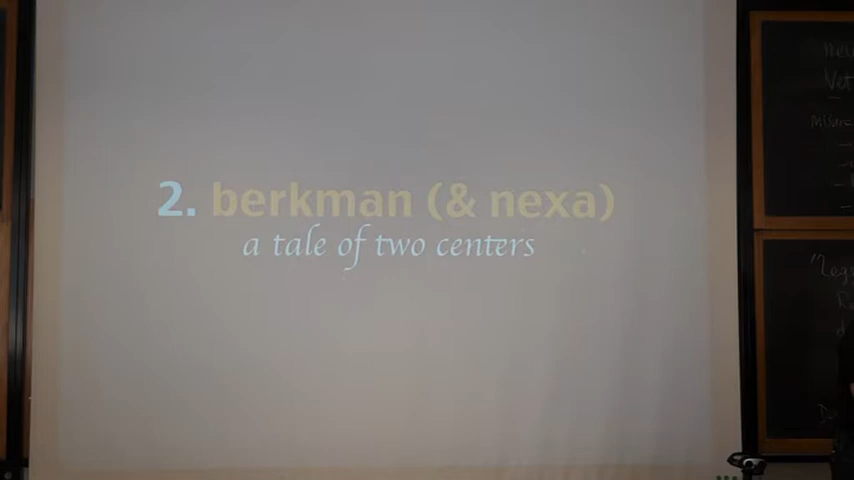 2. berkman (& nexa)
a tale of two centers